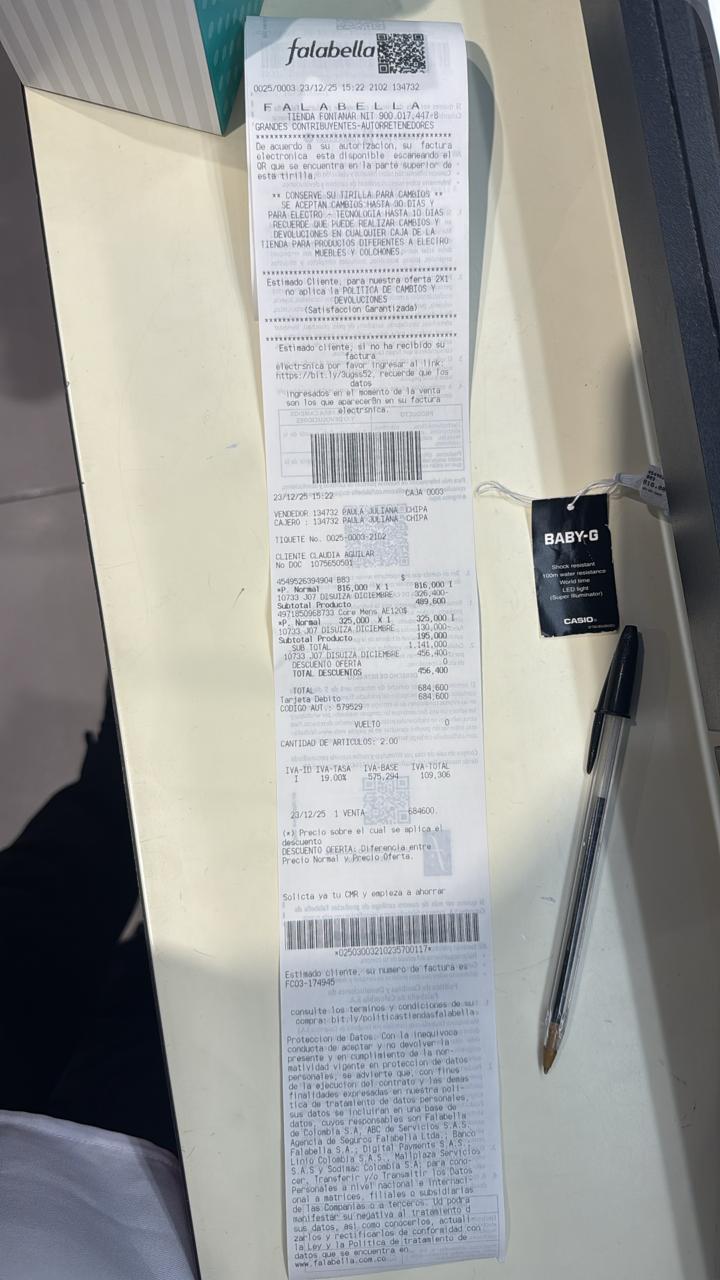 falabella
0025/0003 23/12/25 15:22 2102 134732
F A L A B E L L A
TIENDA FONTANAR NIT 900.017.447-8
GRANDES CONTRIBUYENTES-AUTORRETENEDORES
****************************************
De acuerdo a su autorizacion, su factura
electronica esta disponible escaneando el
QR que se encuentra en la parte superior de
esta tirilla.
** CONSERVE SU TIRILLA PARA CAMBIOS **
SE ACEPTAN CAMBIOS HASTA 90 DIAS Y
PARA ELECTRO - TECNOLOGIA HASTA 10 DIAS
RECUERDE QUE PUEDE REALIZAR CAMBIOS Y
DEVOLUCIONES EN CUALQUIER CAJA DE LA
TIENDA PARA PRODUCTOS DIFERENTES A ELECTRO
MUEBLES Y COLCHONES.
****************************************
Estimado Cliente, para nuestra oferta 2X1
no aplica la POLITICA DE CAMBIOS Y
DEVOLUCIONES
(Satisfaccion Garantizada)
****************************************
****************************************
Estimado cliente, si no ha recibido su
factura
electrsnica por favor ingresar al link:
https://bit.ly/3ugss52, recuerde que los
datos
ingresados en el momento de la venta
son los que aparecer8n en su factura
electrsnica.
23/12/25 15:22 CAJA 0003
VENDEDOR 134732 PAULA JULIANA CHIPA
CAJERO : 134732 PAULA JULIANA CHIPA
TIQUETE No. 0025-0003-2102
CLIENTE CLAUDIA AGUILAR
No DOC 1075650501
4549526394904 BB3 $
*P. Normal 816,000 X 1 816,000 I
10733 J07 DISUIZA DICIEMBRE 326,400-
Subtotal Producto 489,600
4971850968733 Core Mens AE120$
*P. Normal 325,000 X 1 325,000 I
10733 J07 DISUIZA DICIEMBRE 130,000-
Subtotal Producto 195,000
SUB TOTAL 1,141,000
10733 J07 DISUIZA DICIEMBRE 456,400-
DESCUENTO OFERTA 0
TOTAL DESCUENTOS 456,400
TOTAL 684,600
Tarjeta Debito 684,600
CODIGO AUT.: 579529
VUELTO 0
CANTIDAD DE ARTICULOS: 2.00
IVA-ID IVA-TASA IVA-BASE IVA-TOTAL
I 19.00% 575,294 109,306
23/12/25 1 VENTA 684600.
(*) Precio sobre el cual se aplica el
descuento
DESCUENTO OFERTA: Diferencia entre
Precio Normal y Precio Oferta.
Solicta ya tu CMR y empieza a ahorrar
*02503003210235700117*
Estimado cliente, su numero de factura es
FC03-174945
consulte los terminos y condiciones de su
compra: bit.ly/politicastiendasfalabella
Proteccion de Datos: Con la inequivoca
conducta de aceptar y no devolver la
presente y en cumplimiento de la nor-
matividad vigente en proteccion de datos
personales, se advierte que, con fines
de la ejecucion del contrato y las demas
finalidades expresadas en nuestra poli-
tica de tratamiento de datos personales,
sus datos se incluiran en una base de
datos, cuyos responsables son Falabella
de Colombia S.A, ABC de Servicios S.A.S,
Agencia de Seguros Falabella Ltda.; Banco
Falabella S.A.; Digital Payments S.A.S.;
Linio Colombia S.A.S.; Mallplaza Servicios
S.A.S y Sodimac Colombia S.A; para cono-
cer, Transferir y/o Transmitir los Datos
Personales a nivel nacional e internaci-
onal a matrices, filiales o subsidiarias
de las Companias o a terceros. Ud podra
manifestar su negativa al tratamiento d
sus datos, asi como conocerlos, actuali
zarlos y rectificarlos de conformidad con
la Ley y la Politica de tratamiento de
datos que se encuentra en
www.falabella.com.co
BABY-G
Shock resistant
100m water resistance
World time
LED light
(Super Illuminator)
CASIO